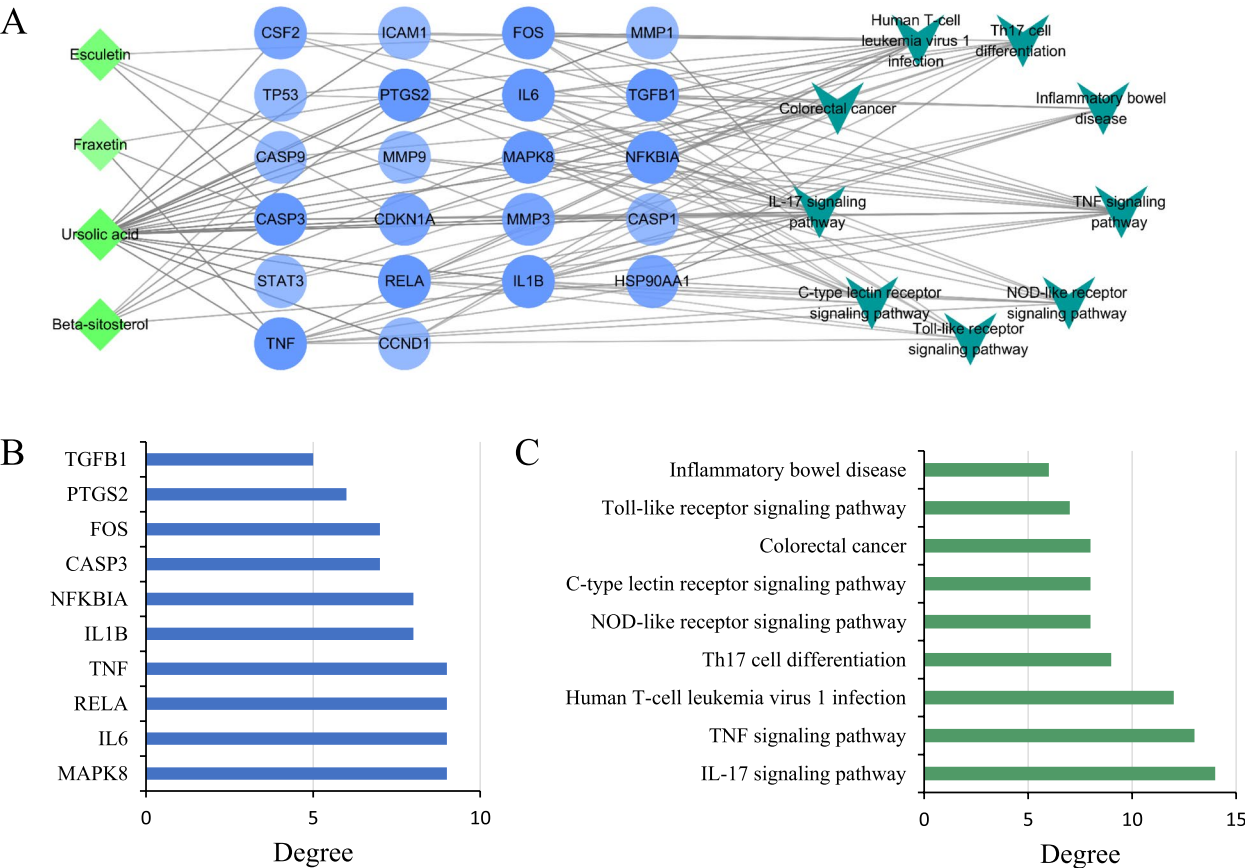 A
Esculetin
Fraxetin
Ursolic acid
Beta-sitosterol
CSF2
ICAM1
FOS
MMP1
TP53
PTGS2
IL6
TGFB1
CASP9
MMP9
MAPK8
NFKBIA
CASP3
CDKN1A
MMP3
CASP1
STAT3
RELA
IL1B
HSP90AA1
TNF
CCND1
Human T-cell
leukemia virus 1
infection
Th17 cell
differentiation
Colorectal cancer
Inflammatory bowel
disease
IL-17 signaling
pathway
TNF signaling
pathway
C-type lectin receptor
signaling pathway
NOD-like receptor
signaling pathway
Toll-like receptor
signaling pathway
B
TGFB1
PTGS2
FOS
CASP3
NFKBIA
IL1B
TNF
RELA
IL6
MAPK8
0 5 10
Degree
C
Inflammatory bowel disease
Toll-like receptor signaling pathway
Colorectal cancer
C-type lectin receptor signaling pathway
NOD-like receptor signaling pathway
Th17 cell differentiation
Human T-cell leukemia virus 1 infection
TNF signaling pathway
IL-17 signaling pathway
0 5 10 15
Degree